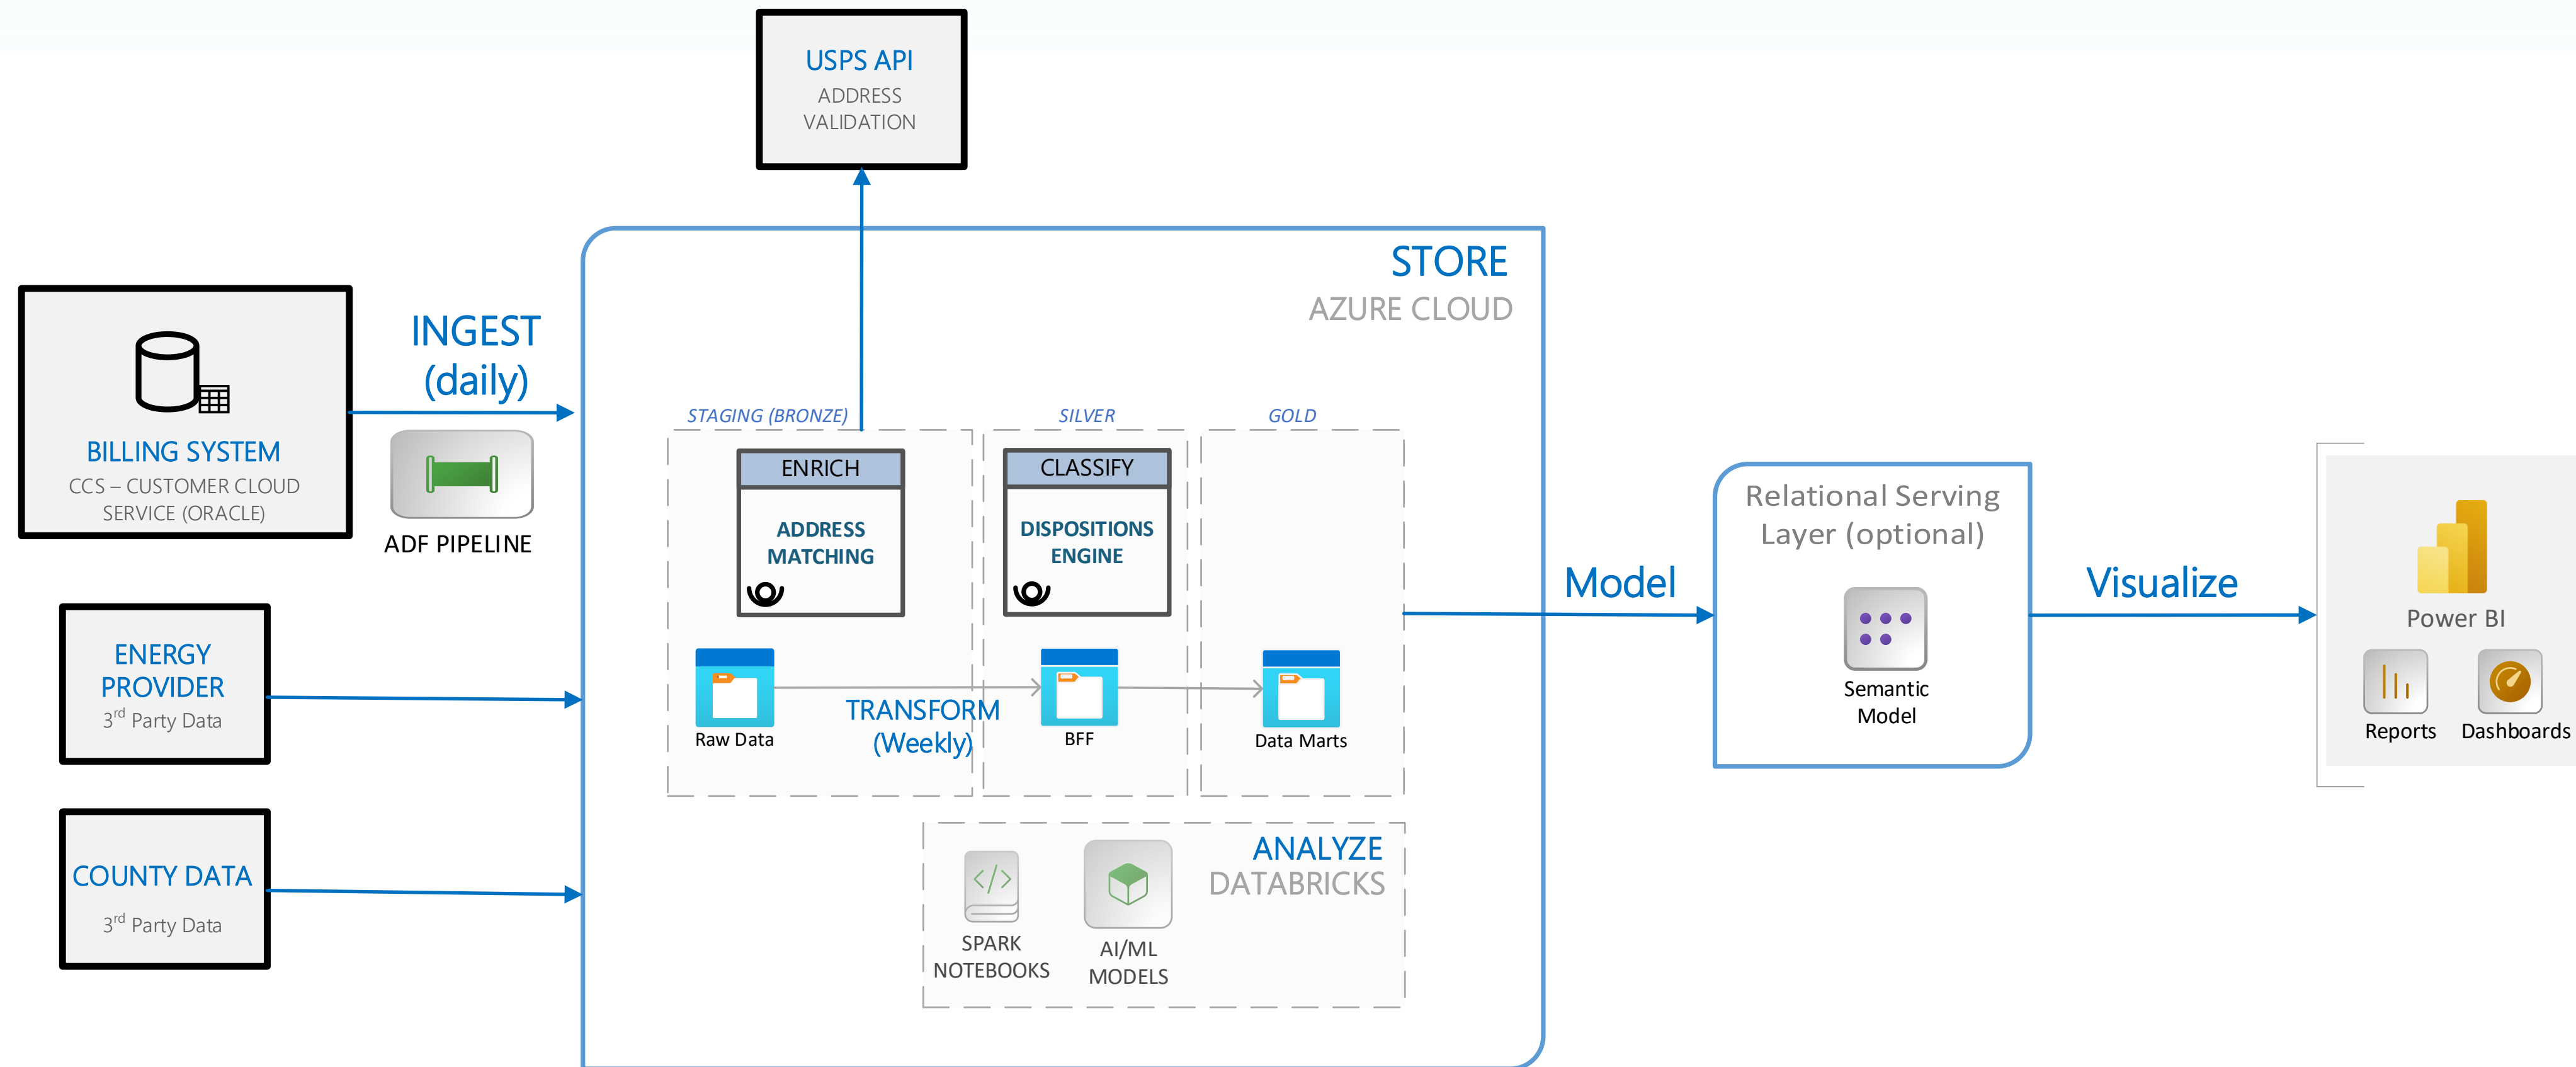 USPS API
ADDRESS
VALIDATION
STORE
AZURE CLOUD
INGEST
(daily)
BILLING SYSTEM
CCS – CUSTOMER CLOUD
SERVICE (ORACLE)
ADF PIPELINE
STAGING (BRONZE)
SILVER
GOLD
ENRICH
ADDRESS
MATCHING
CLASSIFY
DISPOSITIONS
ENGINE
ENERGY
PROVIDER
3rd Party Data
Raw Data
TRANSFORM
(Weekly)
BFF
Data Marts
COUNTY DATA
3rd Party Data
ANALYZE
DATABRICKS
SPARK
NOTEBOOKS
AI/ML
MODELS
Model
Relational Serving
Layer (optional)
Semantic
Model
Visualize
Power BI
Reports
Dashboards